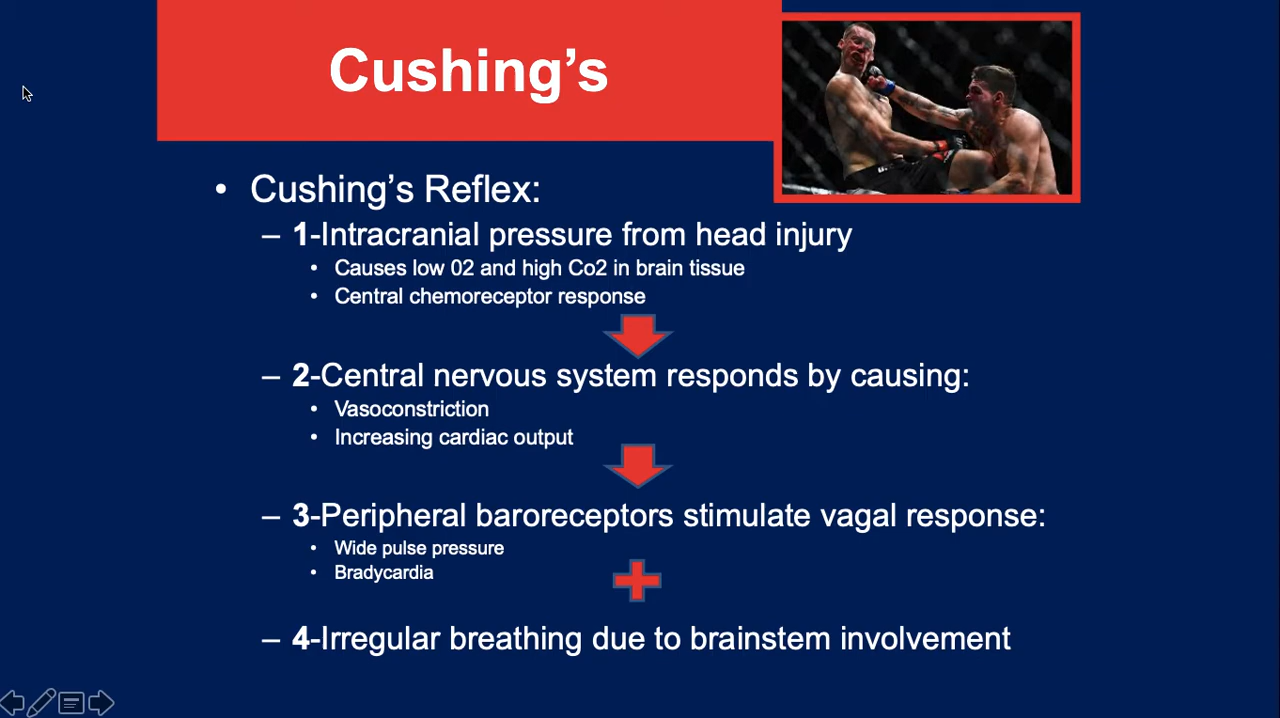 Cushing’s
• Cushing’s Reflex:
– 1-Intracranial pressure from head injury
• Causes low 02 and high Co2 in brain tissue
• Central chemoreceptor response
– 2-Central nervous system responds by causing:
• Vasoconstriction
• Increasing cardiac output
– 3-Peripheral baroreceptors stimulate vagal response:
• Wide pulse pressure
• Bradycardia
– 4-Irregular breathing due to brainstem involvement